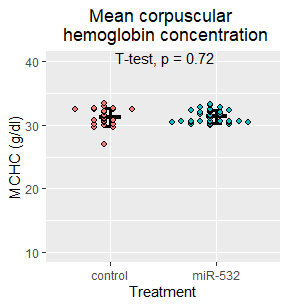 Mean corpuscular
hemoglobin concentration
T-test, p = 0.72
MCHC (g/dl)
40
30
20
10
control
miR-532
Treatment